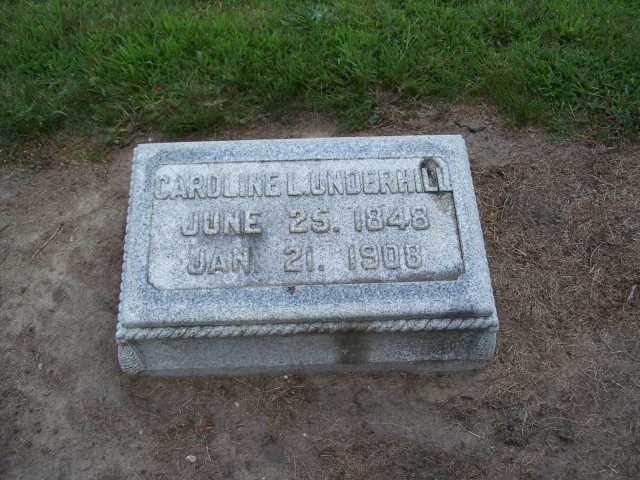 CAROLINE L. UNDERHILL
JUNE 25. 1848
JAN. 21. 1908